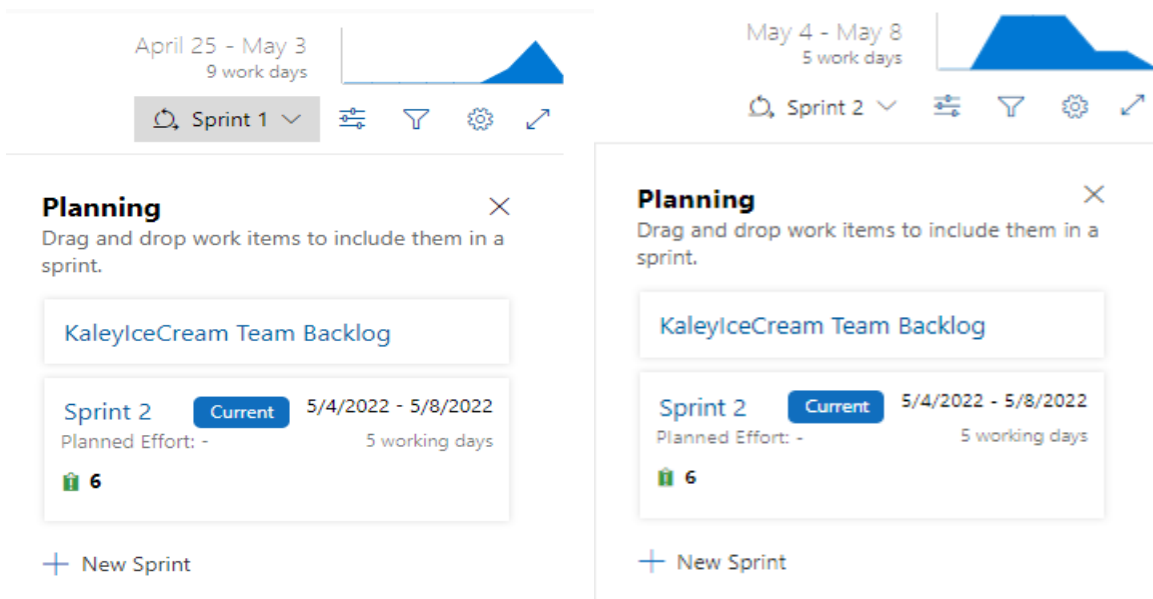 April 25 - May 3
9 work days
Sprint 1
Planning
Drag and drop work items to include them in a
sprint.
KaleyIceCream Team Backlog
Sprint 2 Current 5/4/2022 - 5/8/2022
Planned Effort: - 5 working days
6
New Sprint
May 4 - May 8
5 work days
Sprint 2
Planning
Drag and drop work items to include them in a
sprint.
KaleyIceCream Team Backlog
Sprint 2 Current 5/4/2022 - 5/8/2022
Planned Effort: - 5 working days
6
New Sprint